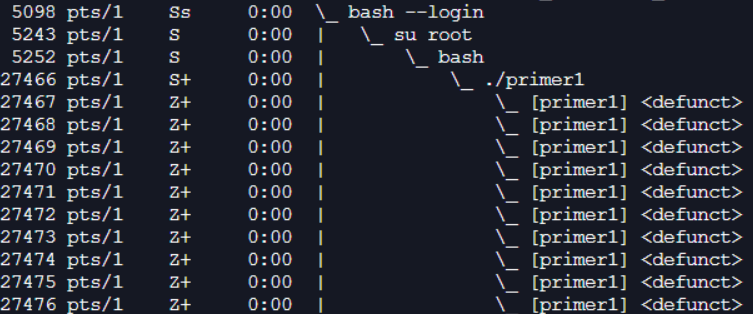 5098 pts/1    Ss     0:00  \_ bash --login
5243 pts/1    S      0:00  |   \_ su root
5252 pts/1    S      0:00  |       \_ bash
27466 pts/1    S+     0:00  |           \_ ./primer1
27467 pts/1    Z+     0:00  |               \_ [primer1] <defunct>
27468 pts/1    Z+     0:00  |               \_ [primer1] <defunct>
27469 pts/1    Z+     0:00  |               \_ [primer1] <defunct>
27470 pts/1    Z+     0:00  |               \_ [primer1] <defunct>
27471 pts/1    Z+     0:00  |               \_ [primer1] <defunct>
27472 pts/1    Z+     0:00  |               \_ [primer1] <defunct>
27473 pts/1    Z+     0:00  |               \_ [primer1] <defunct>
27474 pts/1    Z+     0:00  |               \_ [primer1] <defunct>
27475 pts/1    Z+     0:00  |               \_ [primer1] <defunct>
27476 pts/1    Z+     0:00  |               \_ [primer1] <defunct>